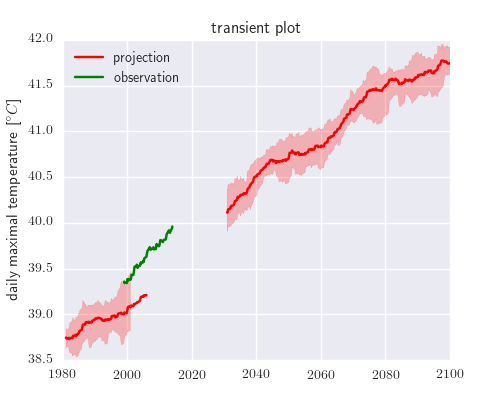 transient plot
daily maximal temperature [°C]
42.0
41.5
41.0
40.5
40.0
39.5
39.0
38.5
projection
observation
1980 2000 2020 2040 2060 2080 2100